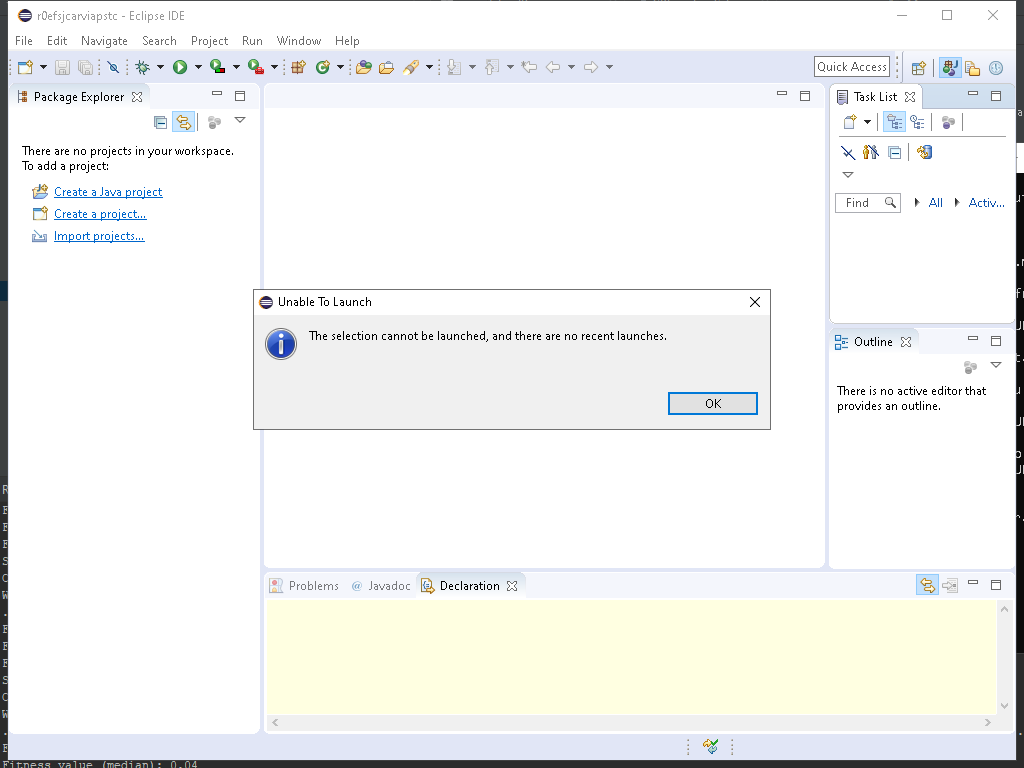 r0efsjcarviapstc - Eclipse IDE
File Edit Navigate Search Project Run Window Help
Quick Access
Package Explorer
Task List
There are no projects in your workspace.
To add a project:
Create a Java project
Create a project...
Import projects...
Find
All
Activ...
Unable To Launch
The selection cannot be launched, and there are no recent launches.
OK
Outline
There is no active editor that
provides an outline.
Problems @ Javadoc Declaration
Fitness value (median): 0.04